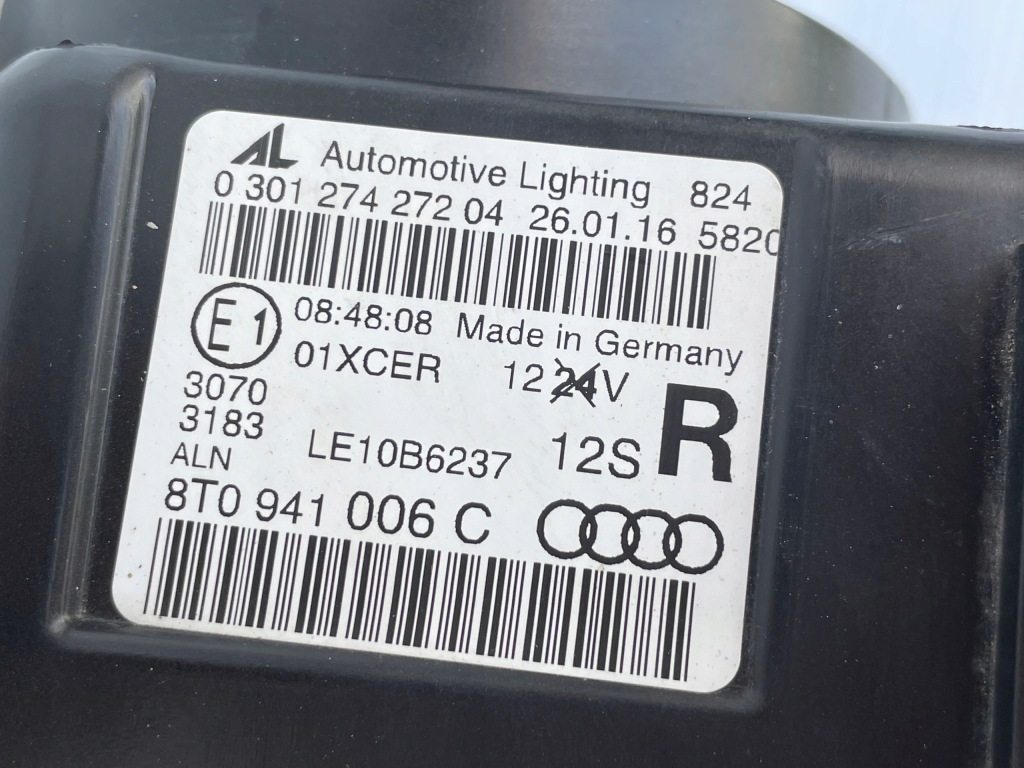 AL Automotive Lighting 824
0 301 274 272 04 26.01.16 5820
E1 08:48:08 Made in Germany
01XCER 12 24V
3070
3183 LE10B6237 12S R
ALN
8T0 941 006 C